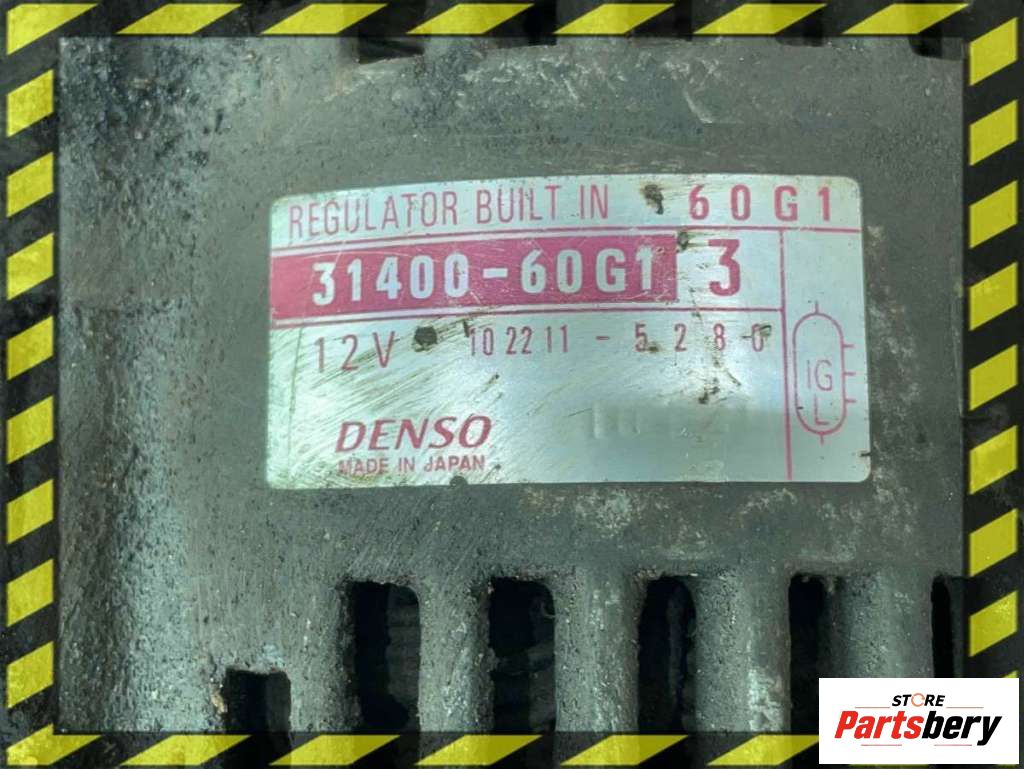 REGULATOR BUILT IN 60G1
31400-60G1 3
12V 102211-5280
IG
L
DENSO
MADE IN JAPAN
STORE
Partsbery